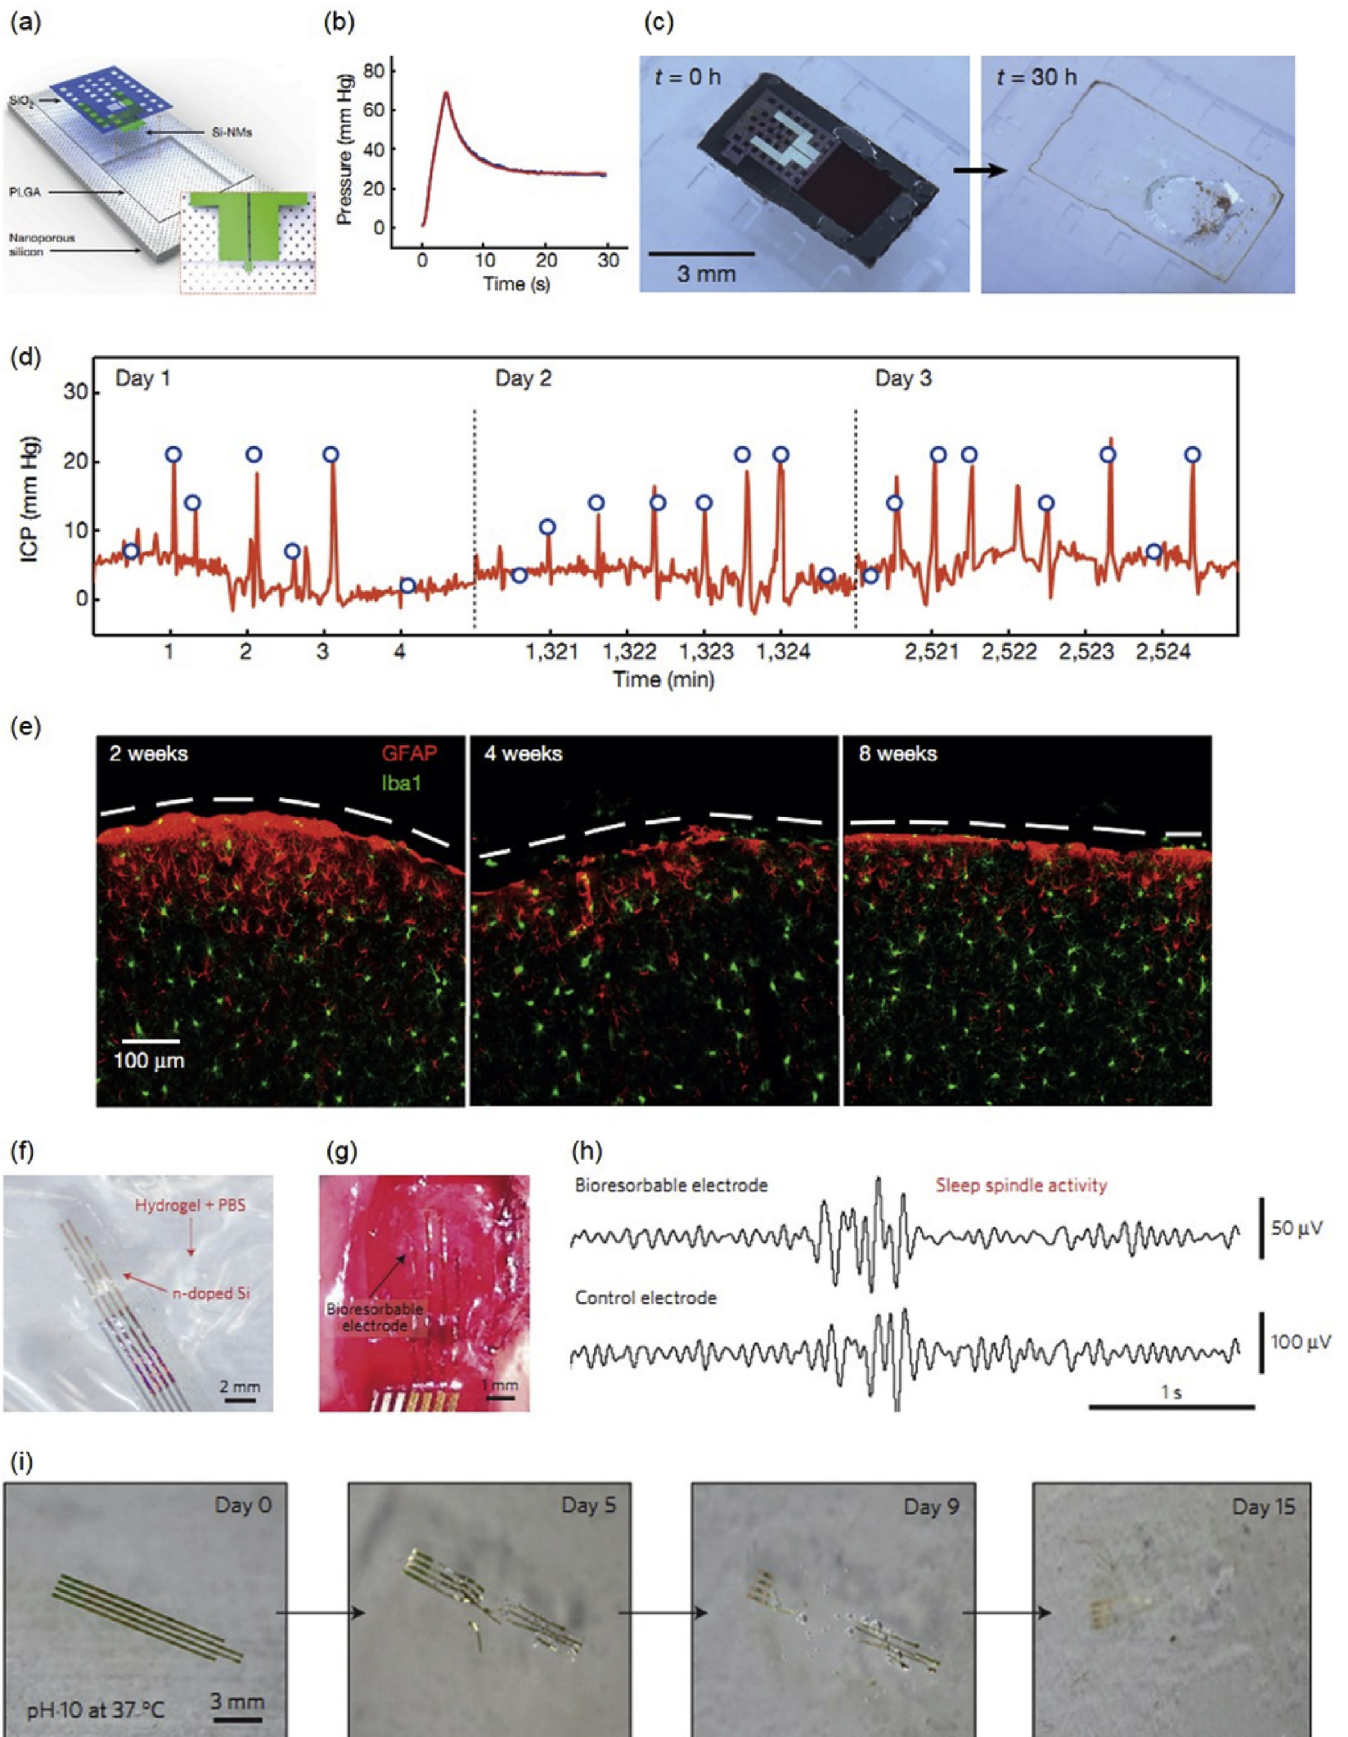 (a)
SiO2
Si-NMs
PLGA
Nanoporous
silicon
(b)
Pressure (mm Hg)
80
60
40
20
0
0 10 20 30
Time (s)
(c)
t = 0 h
3 mm
t = 30 h
(d)
ICP (mm Hg)
30
20
10
0
Day 1
Day 2
Day 3
1 2 3 4 1,321 1,322 1,323 1,324 2,521 2,522 2,523 2,524
Time (min)
(e)
2 weeks
GFAP
Iba1
100 μm
4 weeks
8 weeks
(f)
Hydrogel + PBS
n-doped Si
2 mm
(g)
Bioresorbable
electrode
1 mm
(h)
Bioresorbable electrode
Sleep spindle activity
50 μV
Control electrode
100 μV
1 s
(i)
Day 0
pH 10 at 37 °C
3 mm
Day 5
Day 9
Day 15